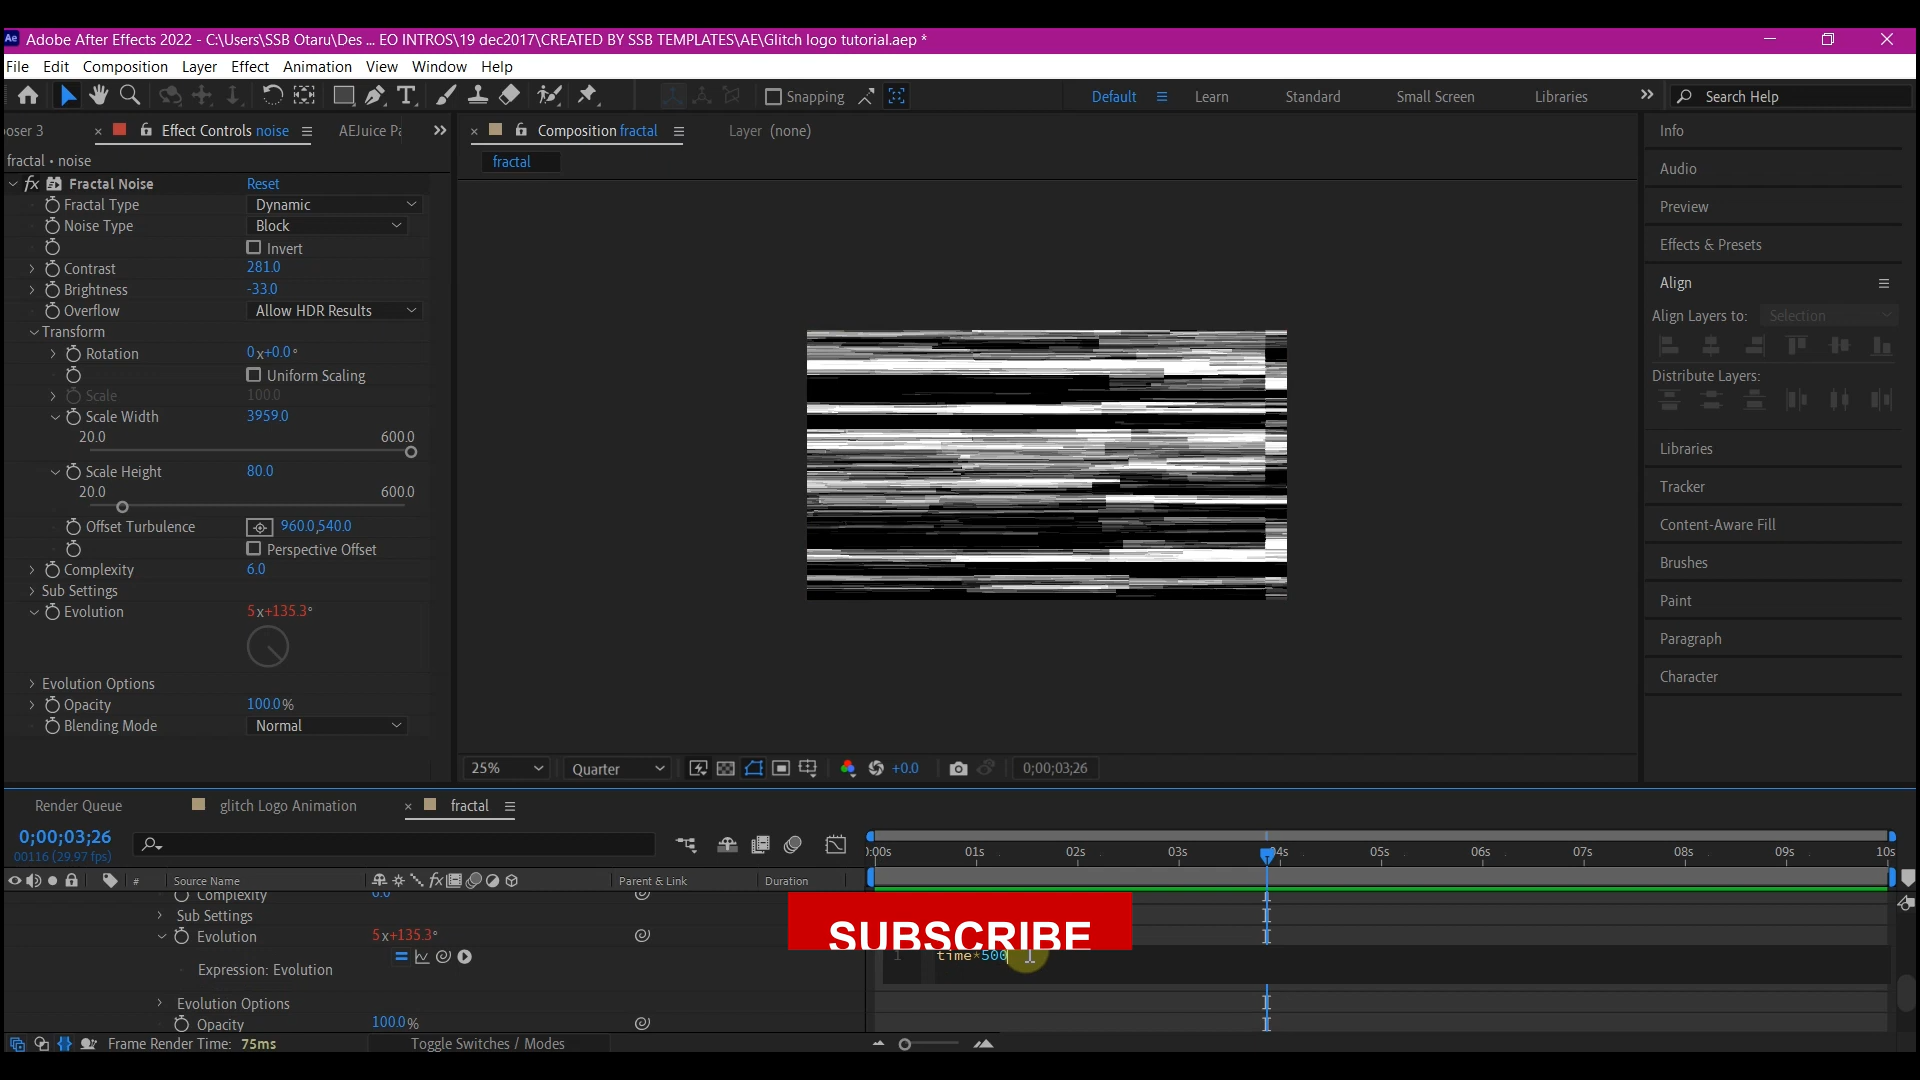 Ae Adobe After Effects 2022 - C:\Users\SSB Otaru\Des ... EO INTROS\19 dec2017\CREATED BY SSB TEMPLATES\AE\Glitch logo tutorial.aep *
File Edit Composition Layer Effect Animation View Window Help
Snapping Default Learn Standard Small Screen Libraries Search Help
oser 3 Effect Controls noise AEJuice Pa Composition fractal Layer (none)
fractal • noise
fractal
fx Fractal Noise Reset
Fractal Type Dynamic
Noise Type Block
Invert
Contrast 281.0
Brightness -33.0
Overflow Allow HDR Results
Transform
Rotation 0x+0.0°
Uniform Scaling
Scale 100.0
Scale Width 3959.0
20.0 600.0
Scale Height 80.0
20.0 600.0
Offset Turbulence 960.0,540.0
Perspective Offset
Complexity 6.0
Sub Settings
Evolution 5x+135.3°
Evolution Options
Opacity 100.0%
Blending Mode Normal
Info
Audio
Preview
Effects & Presets
Align
Align Layers to: Selection
Distribute Layers:
Libraries
Tracker
Content-Aware Fill
Brushes
Paint
Paragraph
Character
25% Quarter +0.0 0;00;03;26
Render Queue glitch Logo Animation fractal
0;00;03;26
00116 (29.97 fps)
:00s 01s 02s 03s 04s 05s 06s 07s 08s 09s 10s
# Source Name fx Parent & Link Duration
Complexity 6.0
Sub Settings
Evolution 5x+135.3°
SUBSCRIBE
1 time*500
Expression: Evolution
Evolution Options
Opacity 100.0%
Frame Render Time: 75ms Toggle Switches / Modes